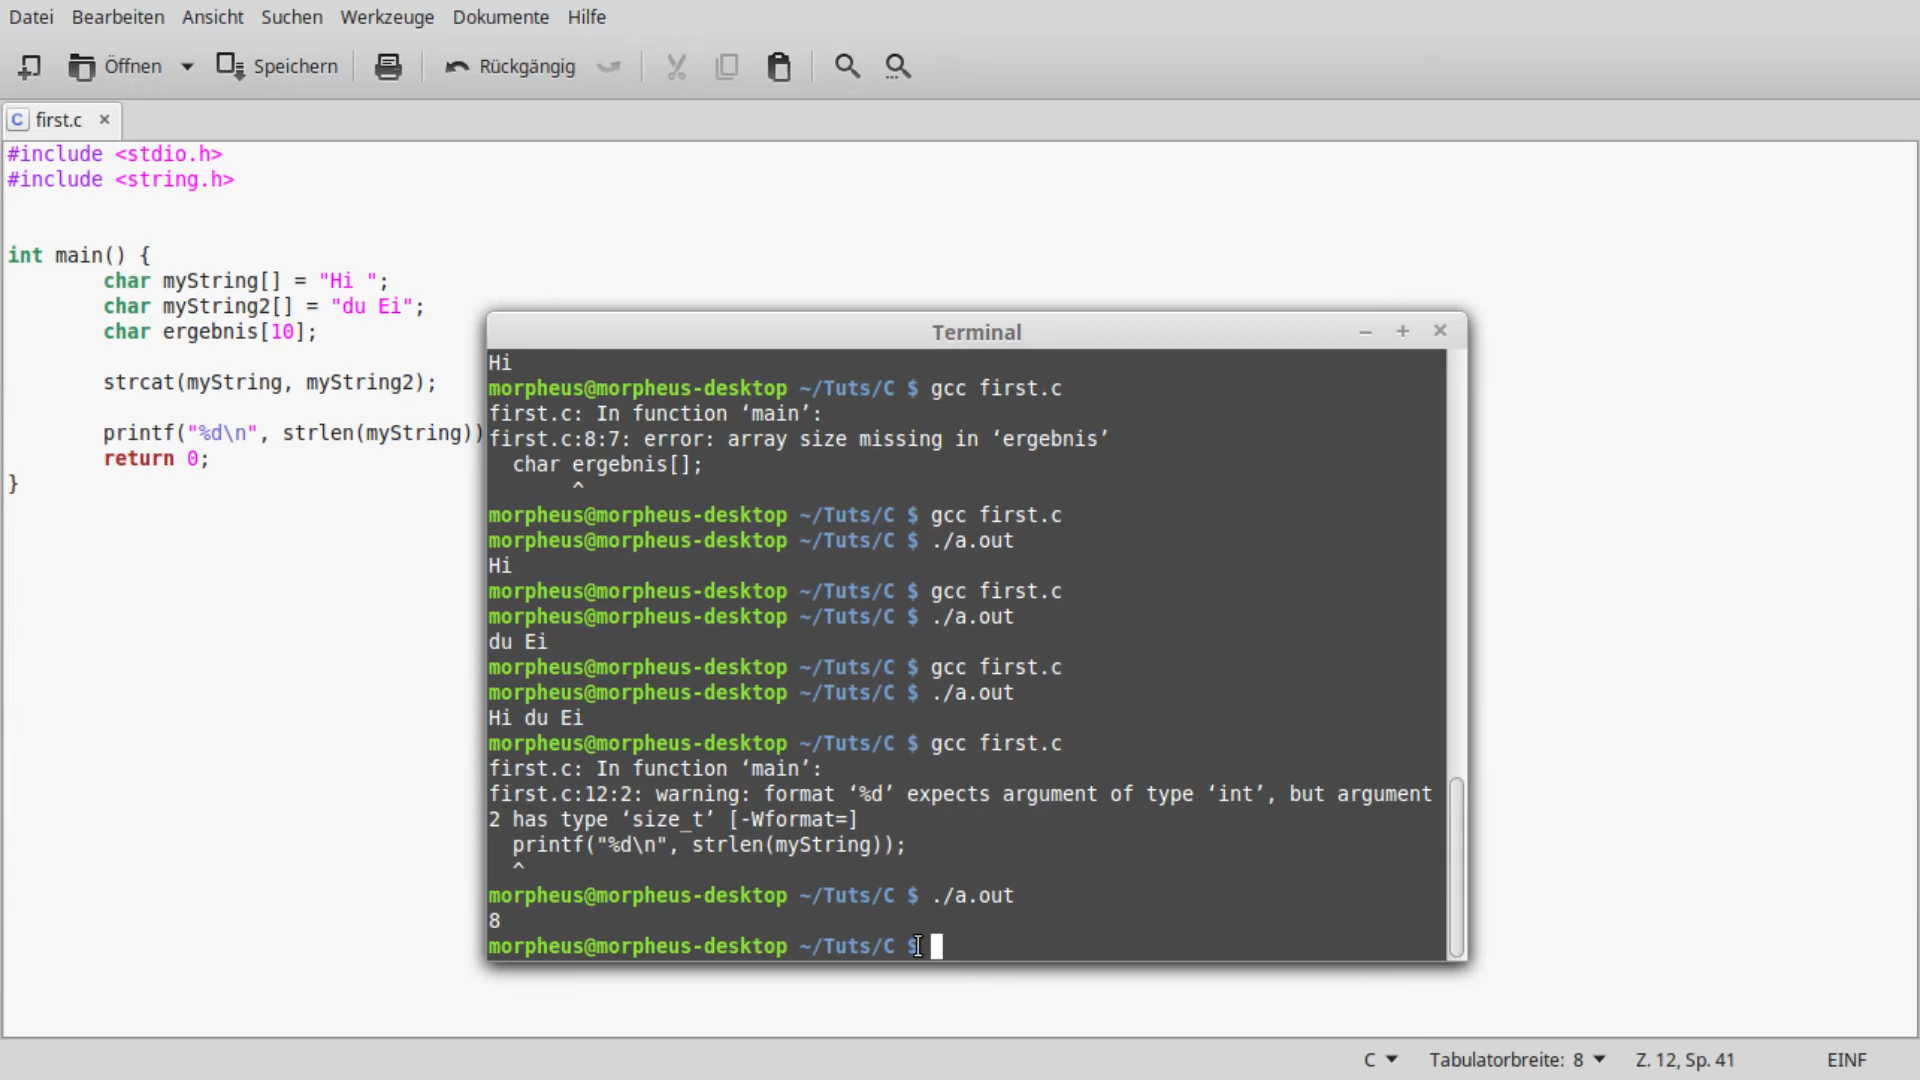 Datei Bearbeiten Ansicht Suchen Werkzeuge Dokumente Hilfe
Öffnen Speichern Rückgängig
C first.c ×
#include <stdio.h>
#include <string.h>
int main() {
char myString[] = "Hi ";
char myString2[] = "du Ei";
char ergebnis[10];
strcat(myString, myString2);
printf("%d\n", strlen(myString))
return 0;
}
Terminal
Hi
morpheus@morpheus-desktop ~/Tuts/C $ gcc first.c
first.c: In function ‘main’:
first.c:8:7: error: array size missing in ‘ergebnis’
char ergebnis[];
^
morpheus@morpheus-desktop ~/Tuts/C $ gcc first.c
morpheus@morpheus-desktop ~/Tuts/C $ ./a.out
Hi
morpheus@morpheus-desktop ~/Tuts/C $ gcc first.c
morpheus@morpheus-desktop ~/Tuts/C $ ./a.out
du Ei
morpheus@morpheus-desktop ~/Tuts/C $ gcc first.c
morpheus@morpheus-desktop ~/Tuts/C $ ./a.out
Hi du Ei
morpheus@morpheus-desktop ~/Tuts/C $ gcc first.c
first.c: In function ‘main’:
first.c:12:2: warning: format ‘%d’ expects argument of type ‘int’, but argument
2 has type ‘size_t’ [-Wformat=]
printf("%d\n", strlen(myString));
^
morpheus@morpheus-desktop ~/Tuts/C $ ./a.out
8
morpheus@morpheus-desktop ~/Tuts/C $
C Tabulatorbreite: 8 Z. 12, Sp. 41 EINF